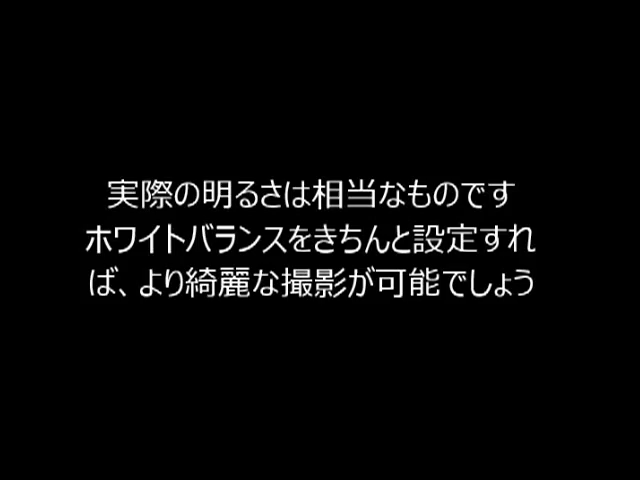 実際の明るさは相当なものです
ホワイトバランスをきちんと設定すれ
ば、より綺麗な撮影が可能でしょう